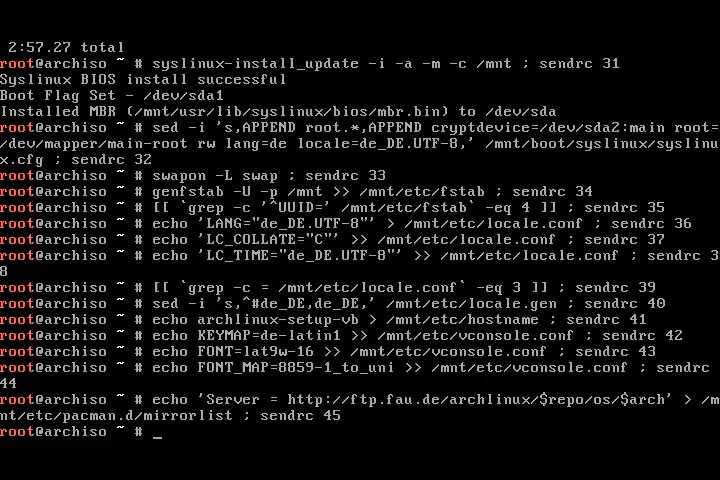 2:57.27 total
root@archiso ~ # syslinux-install_update -i -a -m -c /mnt ; sendrc 31
Syslinux BIOS install successful
Boot Flag Set - /dev/sda1
Installed MBR (/mnt/usr/lib/syslinux/bios/mbr.bin) to /dev/sda
root@archiso ~ # sed -i 's,APPEND root.*,APPEND cryptdevice=/dev/sda2:main root=
/dev/mapper/main-root rw lang=de locale=de_DE.UTF-8,' /mnt/boot/syslinux/syslinu
x.cfg ; sendrc 32
root@archiso ~ # swapon -L swap ; sendrc 33
root@archiso ~ # genfstab -U -p /mnt >> /mnt/etc/fstab ; sendrc 34
root@archiso ~ # [[ `grep -c '^UUID=' /mnt/etc/fstab` -eq 4 ]] ; sendrc 35
root@archiso ~ # echo 'LANG="de_DE.UTF-8"' > /mnt/etc/locale.conf ; sendrc 36
root@archiso ~ # echo 'LC_COLLATE="C"' >> /mnt/etc/locale.conf ; sendrc 37
root@archiso ~ # echo 'LC_TIME="de_DE.UTF-8"' >> /mnt/etc/locale.conf ; sendrc 3
8
root@archiso ~ # [[ `grep -c = /mnt/etc/locale.conf` -eq 3 ]] ; sendrc 39
root@archiso ~ # sed -i 's,^#de_DE,de_DE,' /mnt/etc/locale.gen ; sendrc 40
root@archiso ~ # echo archlinux-setup-vb > /mnt/etc/hostname ; sendrc 41
root@archiso ~ # echo KEYMAP=de-latin1 >> /mnt/etc/vconsole.conf ; sendrc 42
root@archiso ~ # echo FONT=lat9w-16 >> /mnt/etc/vconsole.conf ; sendrc 43
root@archiso ~ # echo FONT_MAP=8859-1_to_uni >> /mnt/etc/vconsole.conf ; sendrc
44
root@archiso ~ # echo 'Server = http://ftp.fau.de/archlinux/$repo/os/$arch' > /m
nt/etc/pacman.d/mirrorlist ; sendrc 45
root@archiso ~ # _